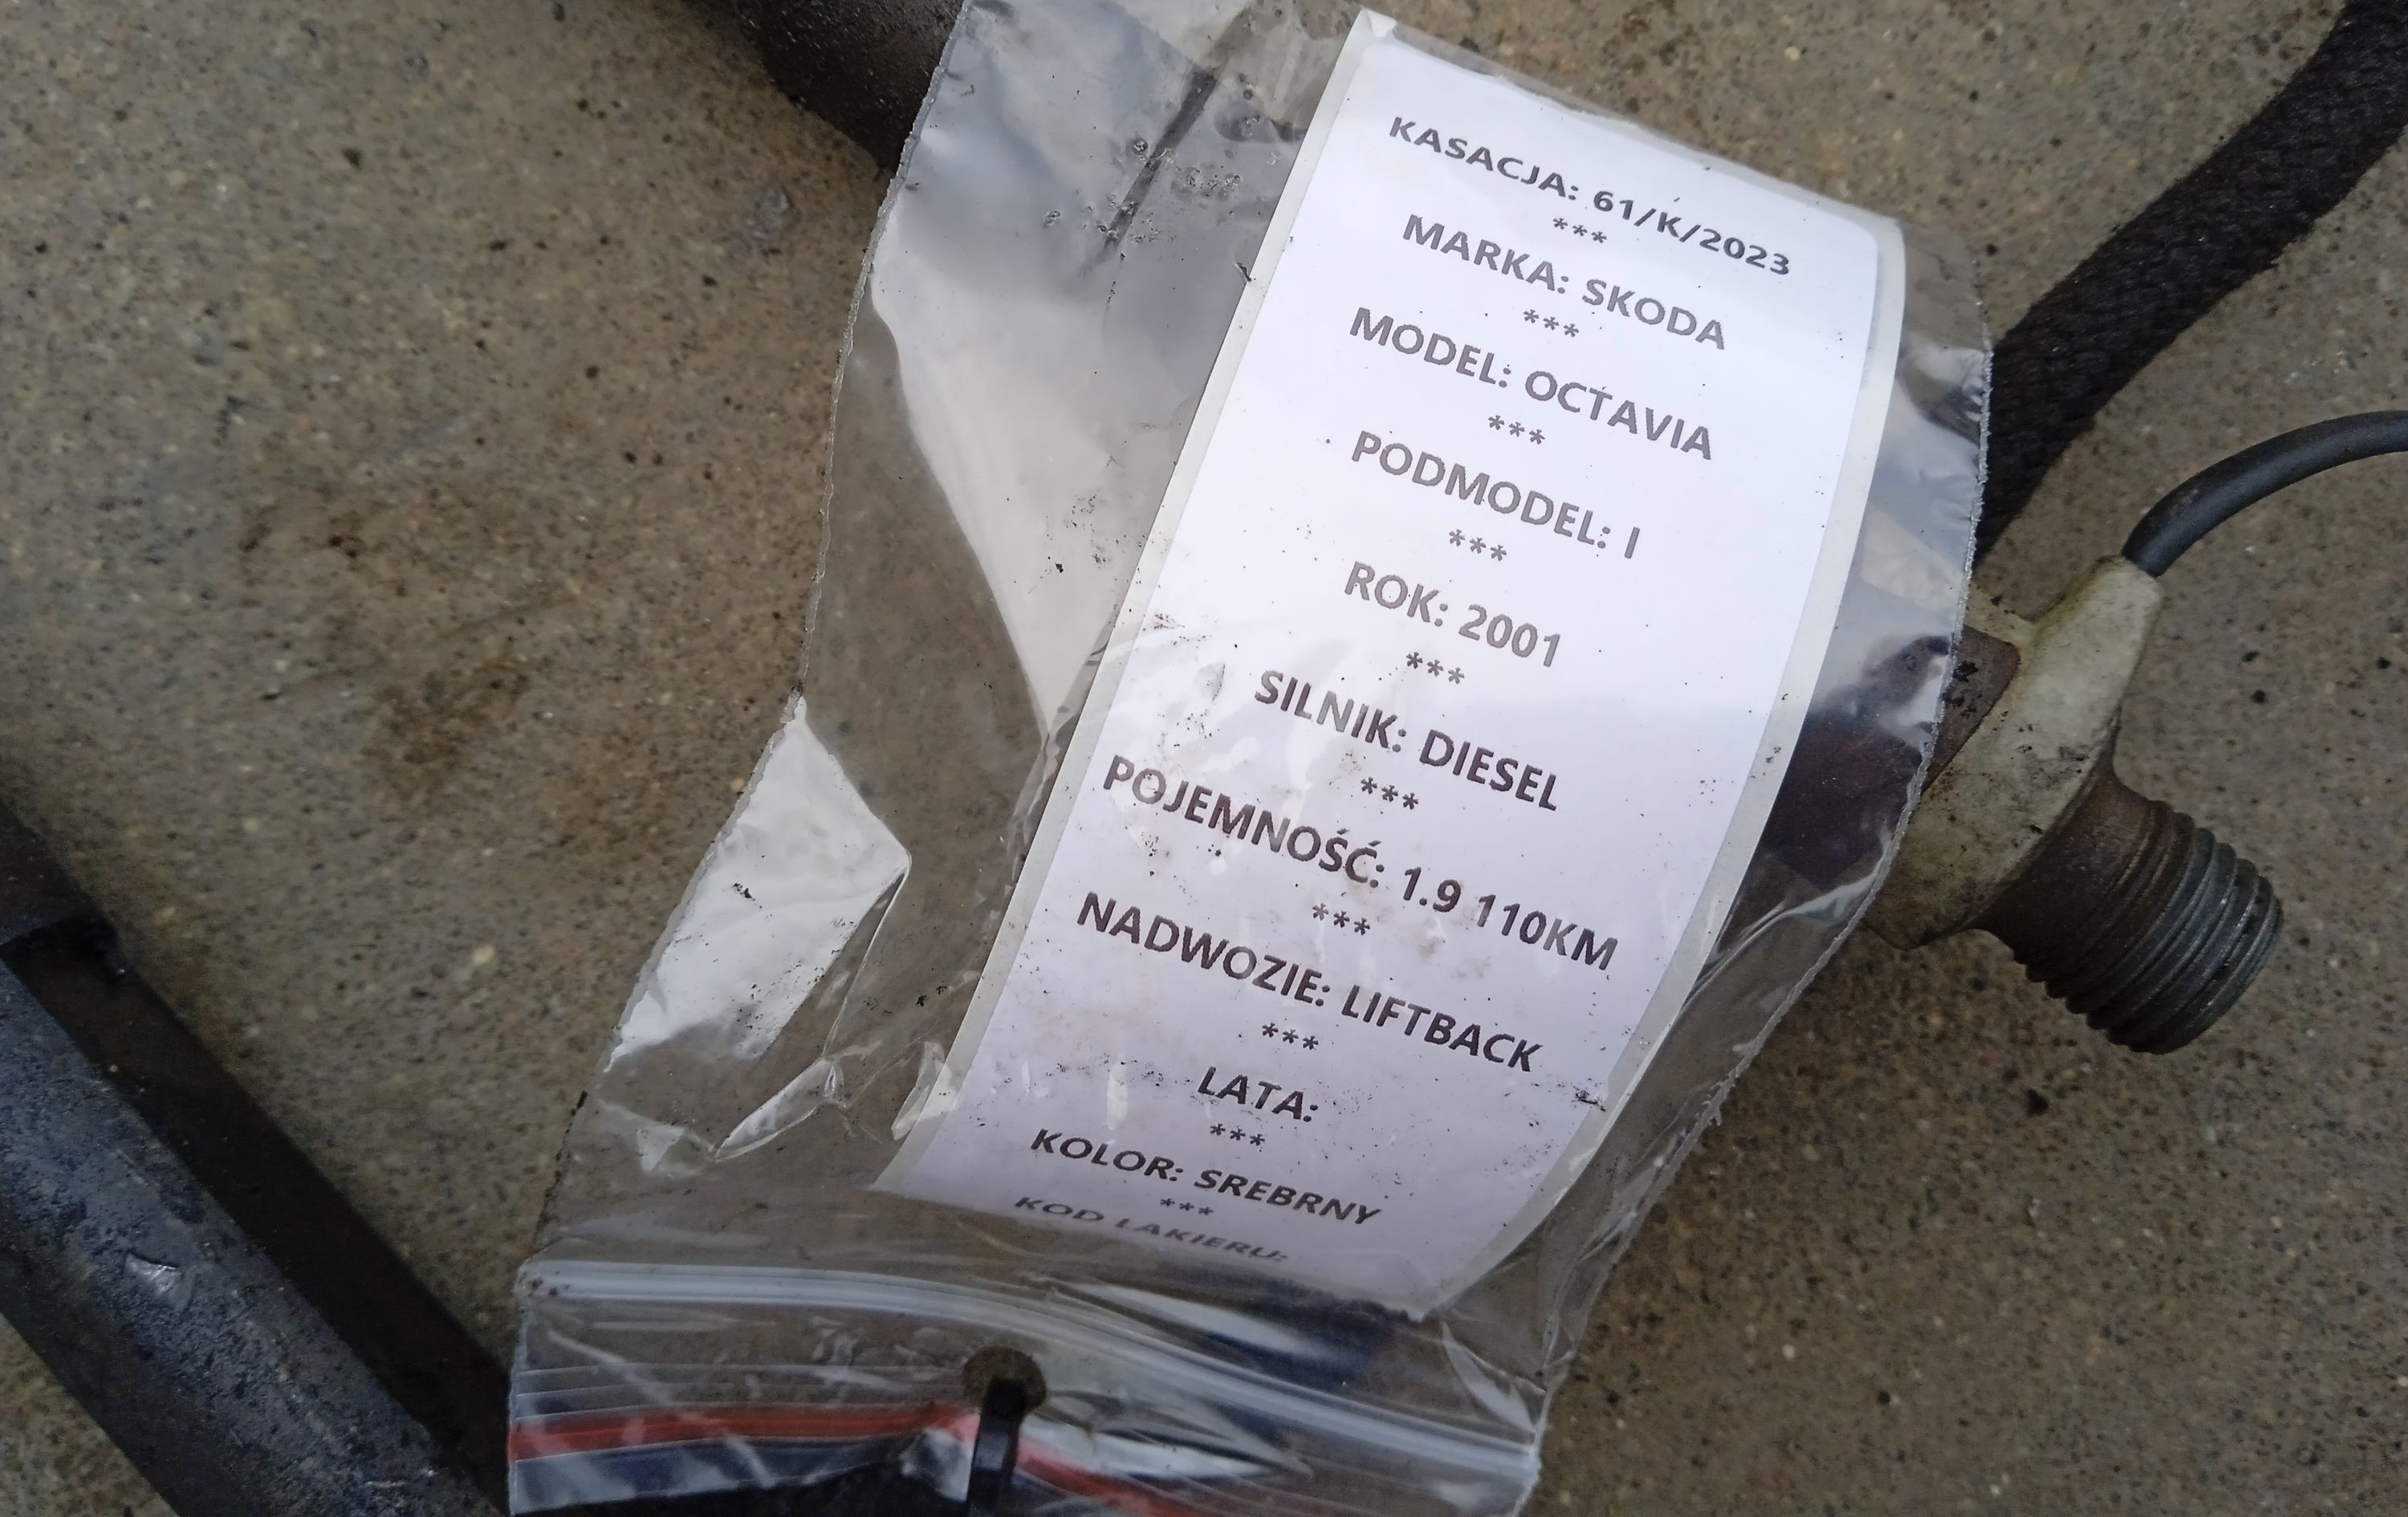 KASACJA: 61/K/2023
***
MARKA: SKODA
***
MODEL: OCTAVIA
***
PODMODEL: I
***
ROK: 2001
***
SILNIK: DIESEL
***
POJEMNOŚĆ: 1.9 110KM
***
NADWOZIE: LIFTBACK
***
LATA:
***
KOLOR: SREBRNY
***
KOD LAKIERU: